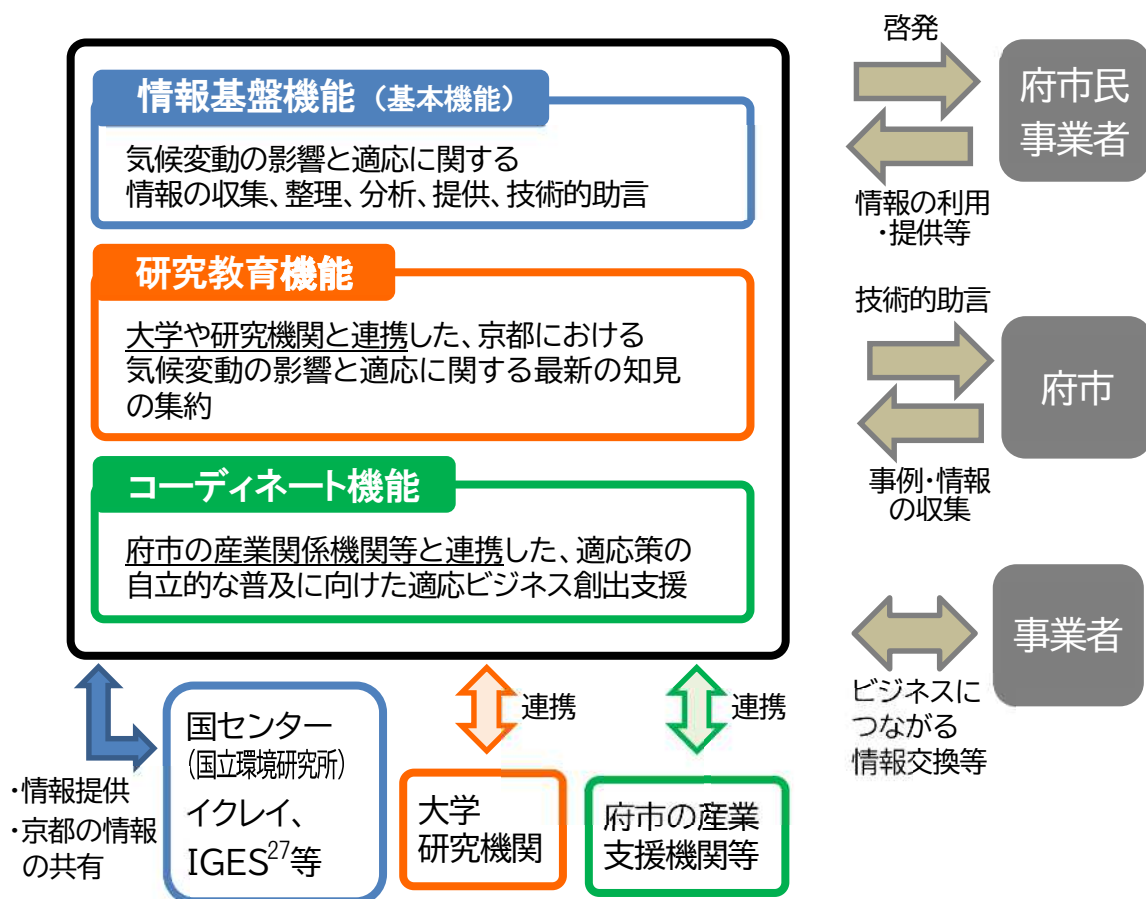 情報基盤機能（基本機能）
気候変動の影響と適応に関する
情報の収集、整理、分析、提供、技術的助言
研究教育機能
大学や研究機関と連携した、京都における
気候変動の影響と適応に関する最新の知見
の集約
コーディネート機能
府市の産業関係機関等と連携した、適応策の
自立的な普及に向けた適応ビジネス創出支援
啓発
府市民
事業者
情報の利用
・提供等
技術的助言
府市
事例・情報
の収集
事業者
ビジネスに
つながる
情報交換等
・情報提供
・京都の情報
の共有
国センター
（国立環境研究所）
イクレイ、
IGES27等
連携
大学
研究機関
連携
府市の産業
支援機関等